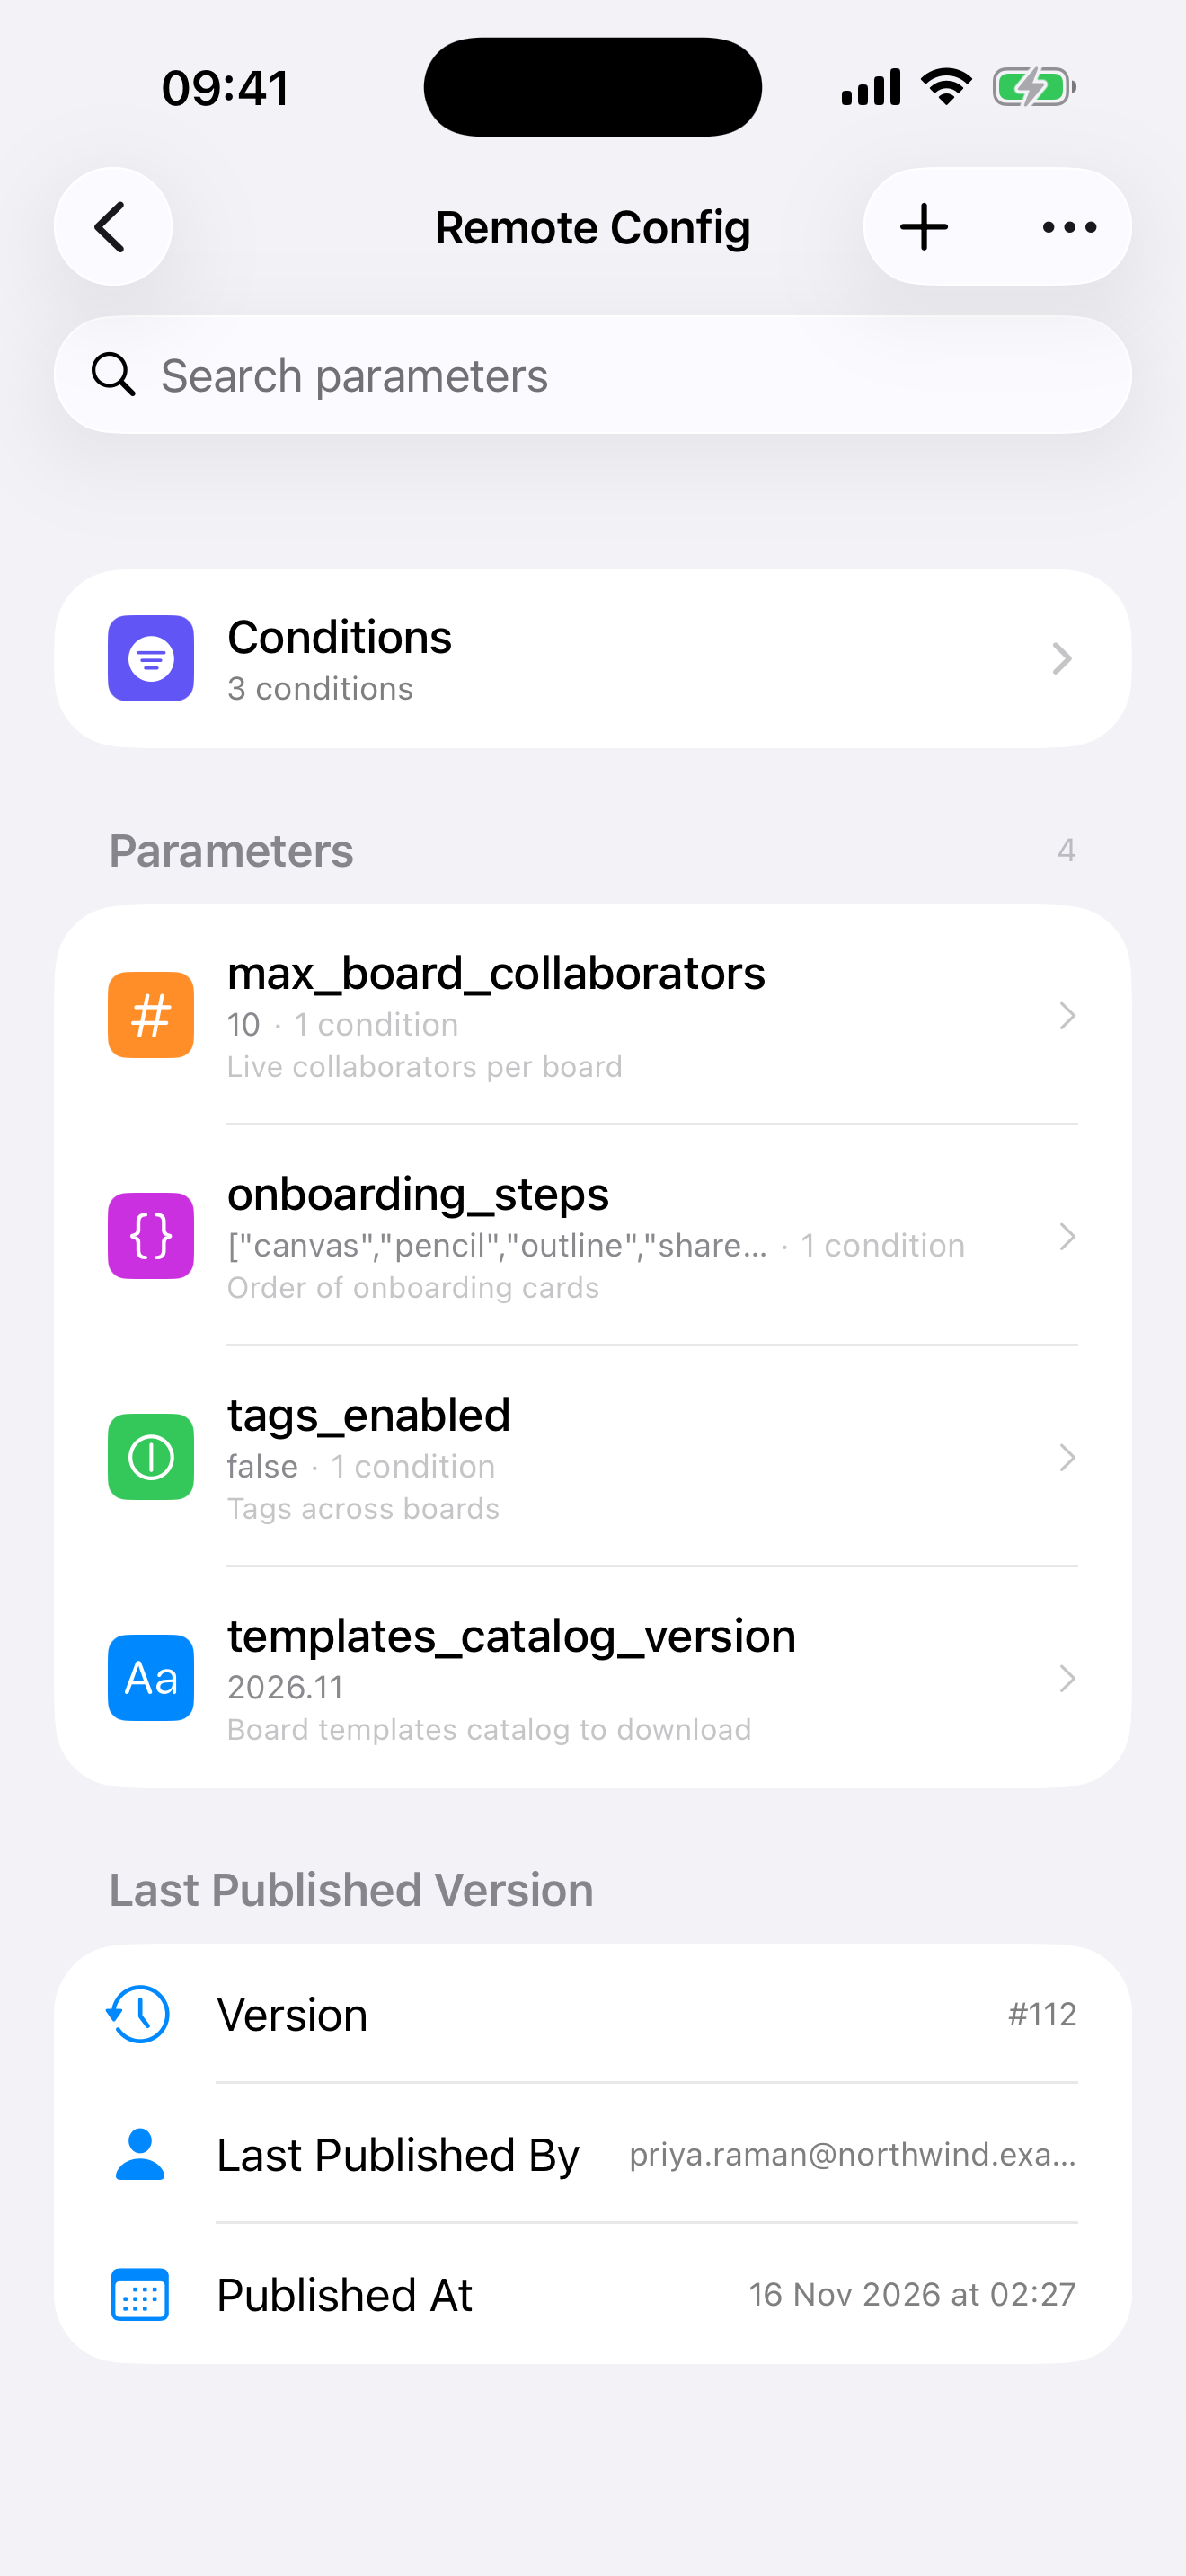 09:41
Remote Config
Search parameters
Conditions
3 conditions
Parameters
4
max_board_collaborators
10 · 1 condition
Live collaborators per board
onboarding_steps
["canvas","pencil","outline","share... · 1 condition
Order of onboarding cards
tags_enabled
false · 1 condition
Tags across boards
Aa
templates_catalog_version
2026.11
Board templates catalog to download
Last Published Version
Version
#112
Last Published By
priya.raman@northwind.exa...
Published At
16 Nov 2026 at 02:27